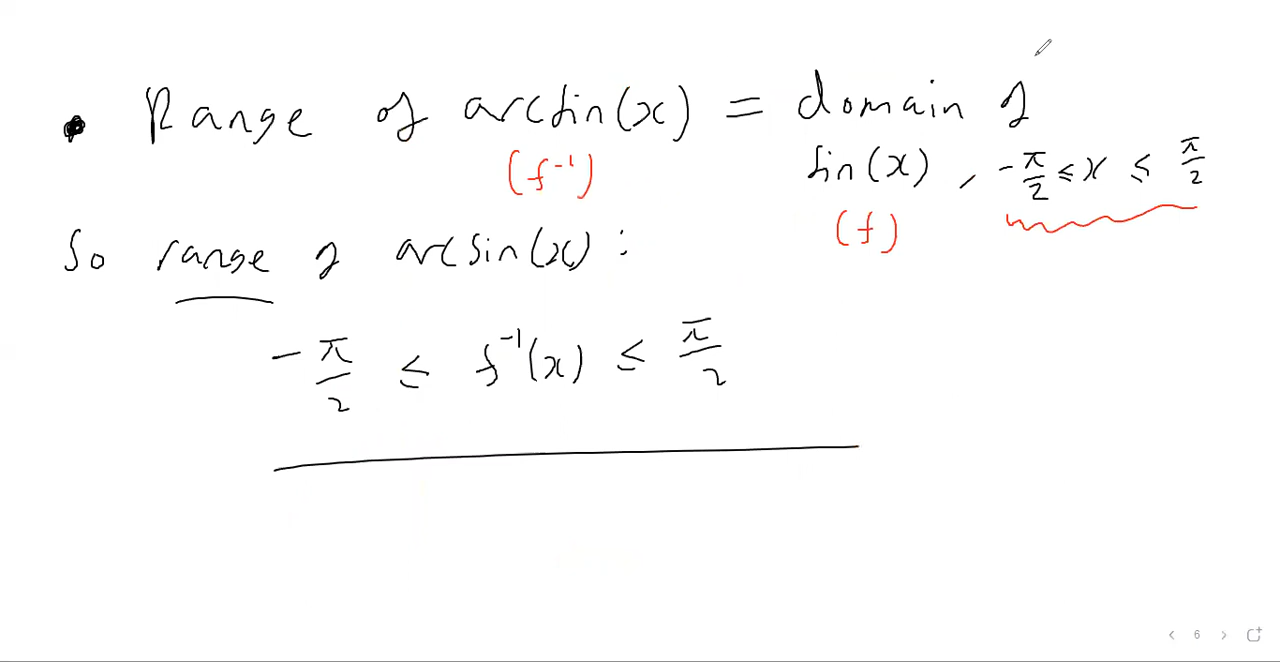 • Range of arcsin(x) = domain of
(f⁻¹) sin(x), -π/2 ≤ x ≤ π/2
(f)
So range of arcsin(x):
-π/2 ≤ f⁻¹(x) ≤ π/2
6